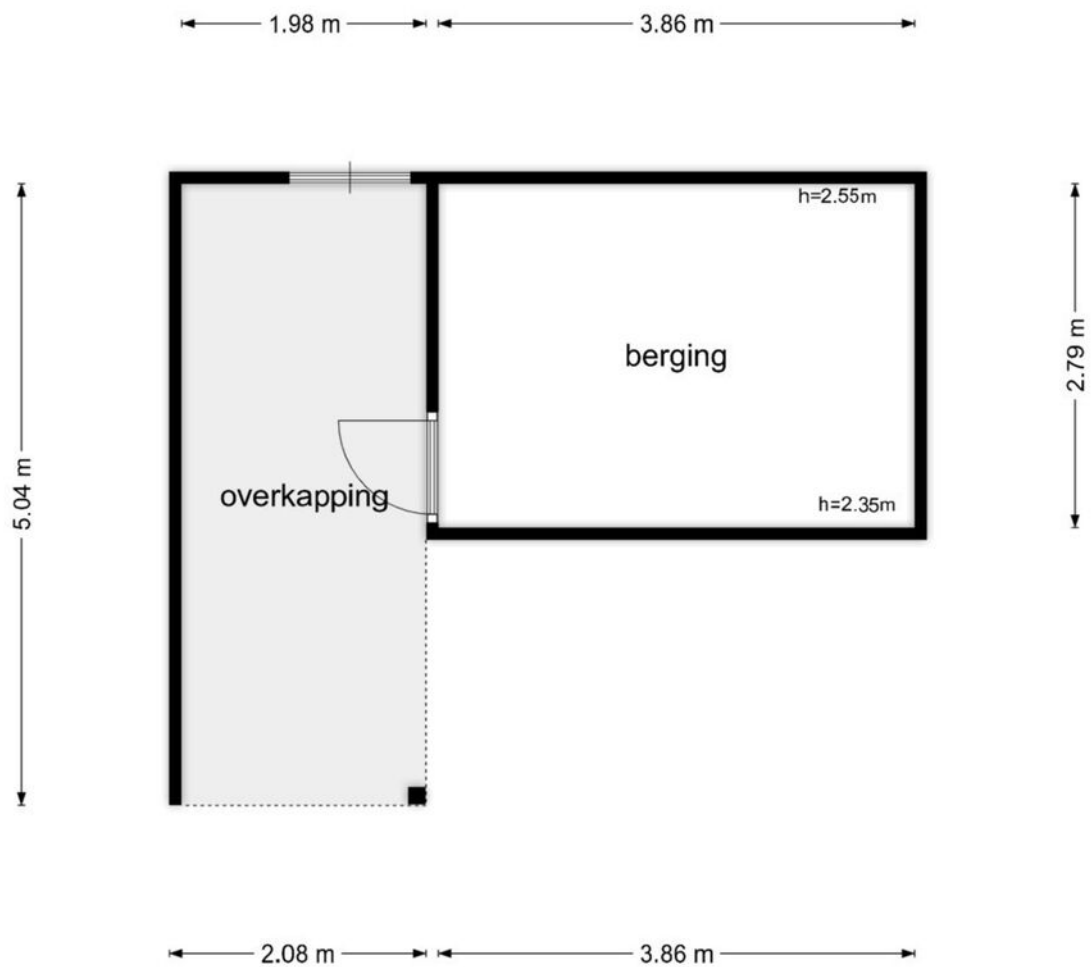 1.98 m
3.86 m
h=2.55m
2.79 m
berging
5.04 m
overkapping
h=2.35m
2.08 m
3.86 m